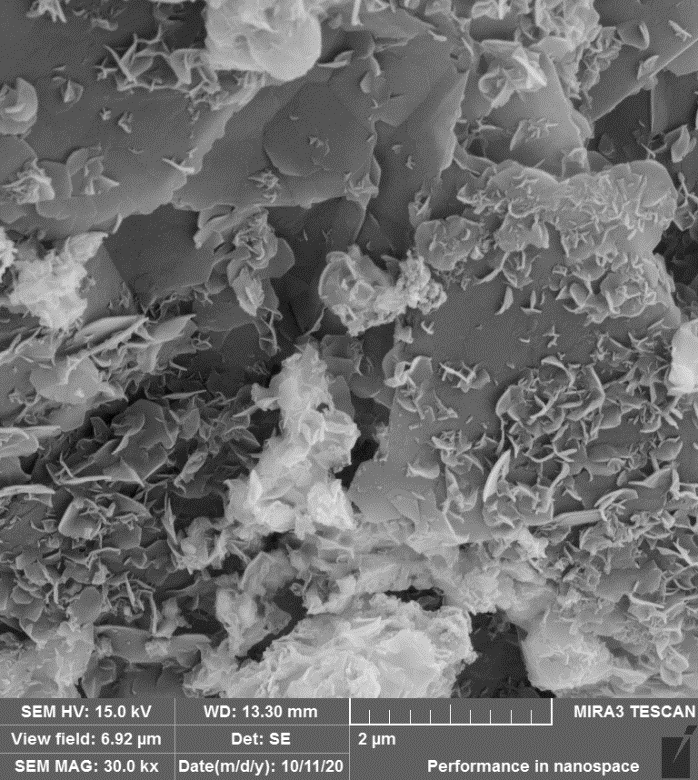 SEM HV: 15.0 kV
WD: 13.30 mm
MIRA3 TESCAN
View field: 6.92 µm
Det: SE
2 µm
SEM MAG: 30.0 kx
Date(m/d/y): 10/11/20
Performance in nanospace